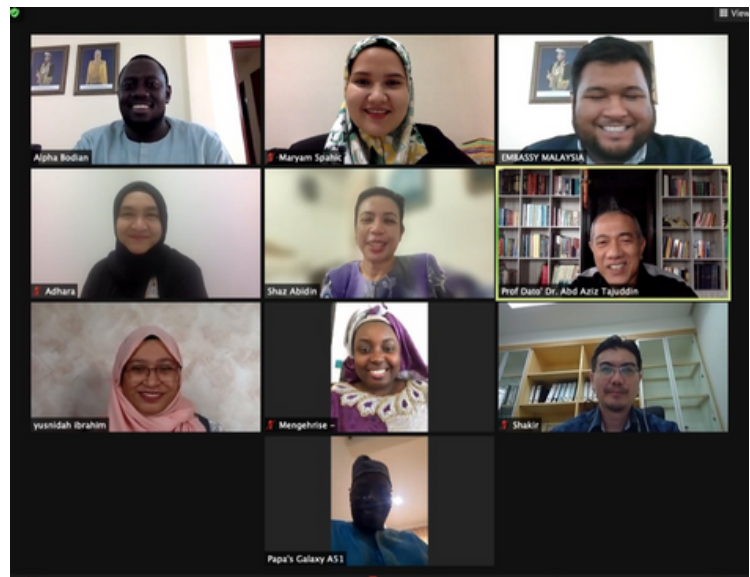 View
Alpha Bodian
Maryam Spahic
EMBASSY MALAYSIA
Adhara
Shaz Abidin
Prof Dato' Dr. Abd Aziz Tajuddin
yusnidah ibrahim
Mengehrise -
Shakir
Papa's Galaxy A51